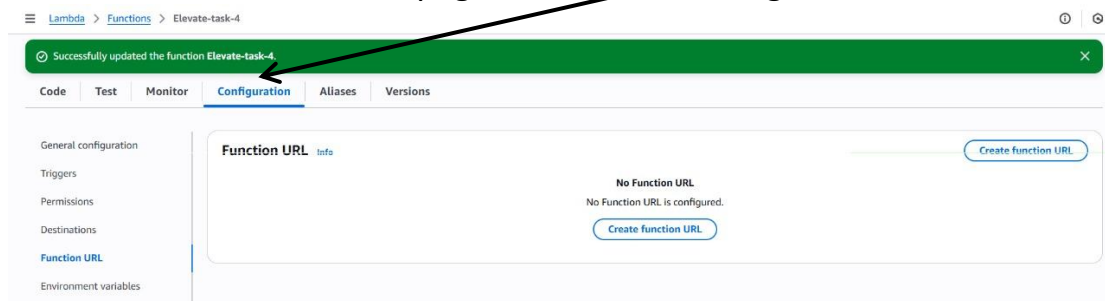 Lambda > Functions > Elevate-task-4
Successfully updated the function Elevate-task-4.
Code Test Monitor Configuration Aliases Versions
General configuration
Triggers
Permissions
Destinations
Function URL
Environment variables
Function URL Info
Create function URL
No Function URL
No Function URL is configured.
Create function URL